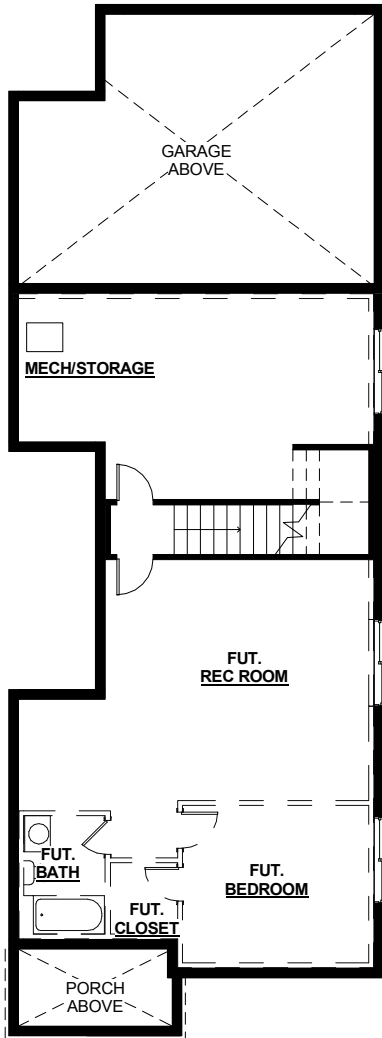 GARAGE
ABOVE
MECH/STORAGE
FUT.
REC ROOM
FUT.
BATH
FUT.
BEDROOM
FUT.
CLOSET
PORCH
ABOVE